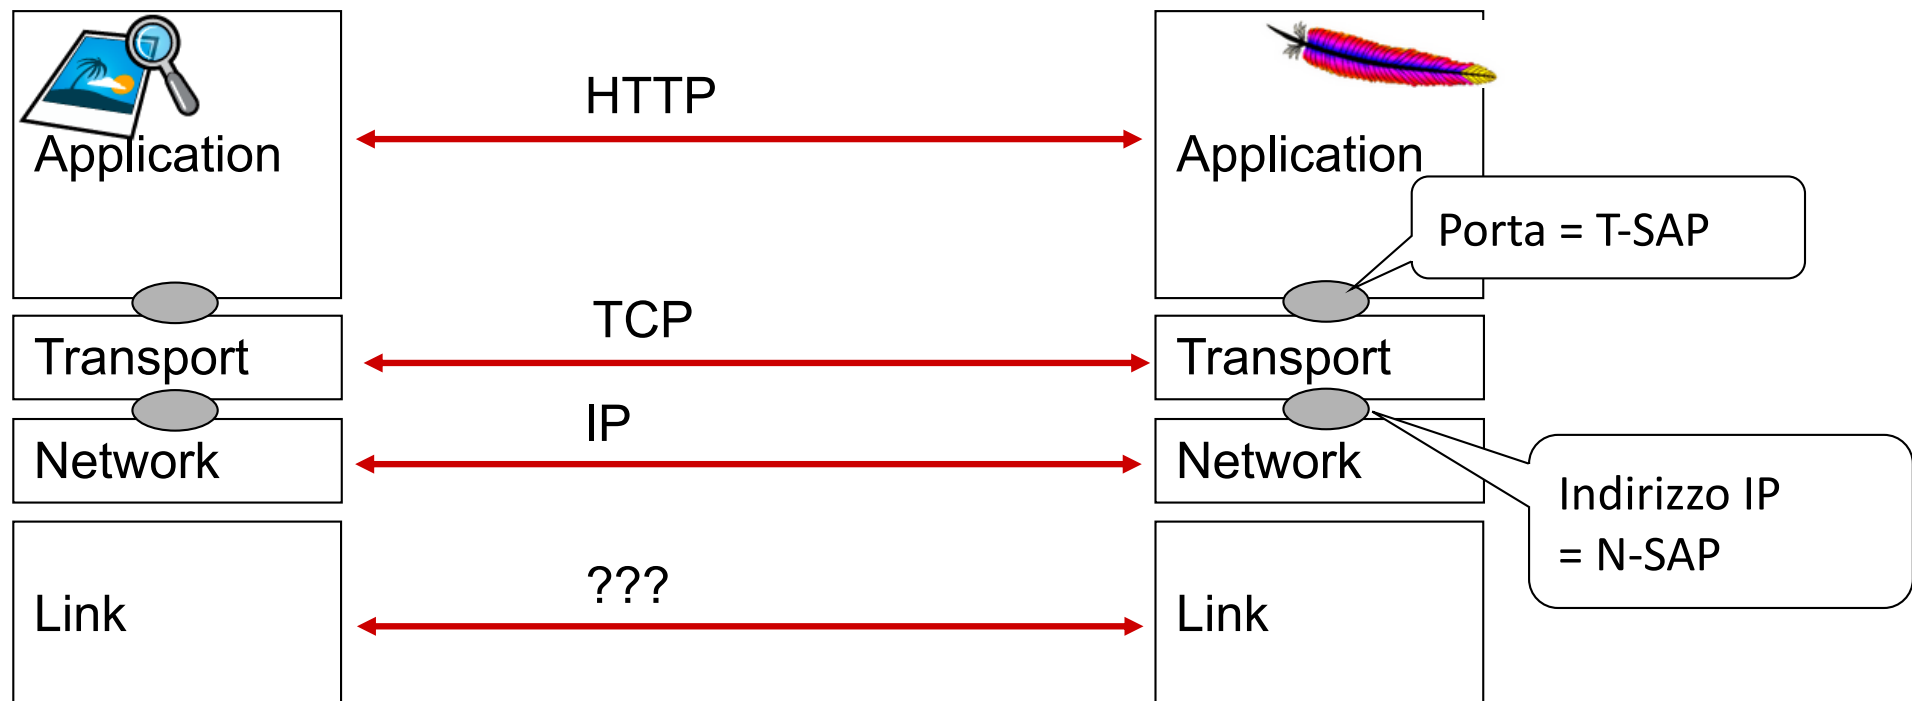 HTTP
Application
Application
Porta = T-SAP
TCP
Transport
Transport
IP
Network
Network
Indirizzo IP
= N-SAP
???
Link
Link